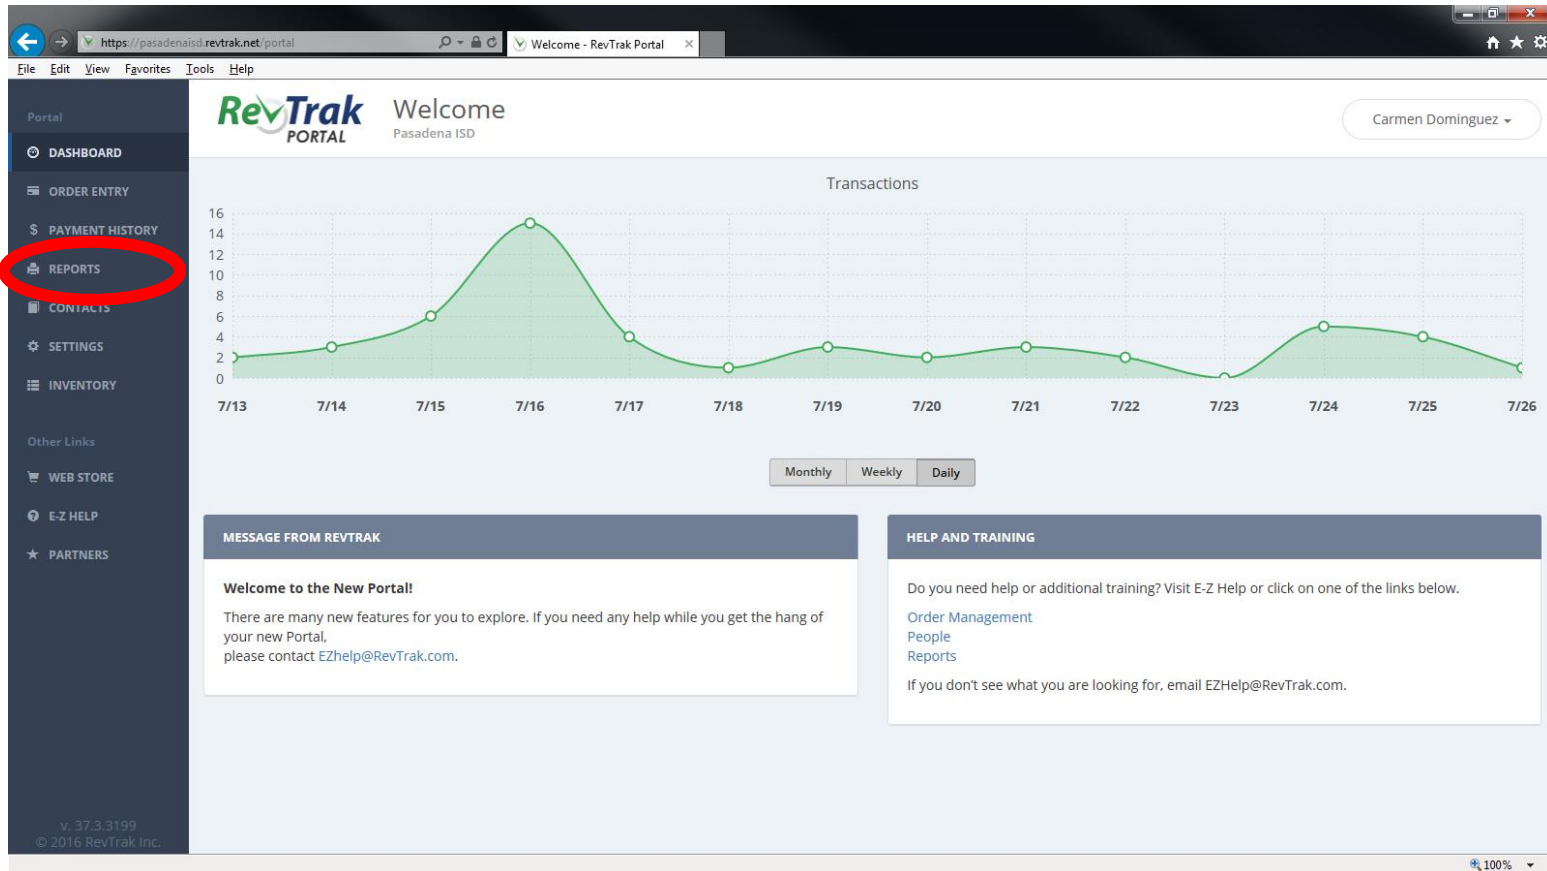 https://pasadenaisd.revtrak.net/portal
Welcome - RevTrak Portal
File Edit View Favorites Tools Help
Portal
DASHBOARD
ORDER ENTRY
$ PAYMENT HISTORY
REPORTS
CONTACTS
SETTINGS
INVENTORY
Other Links
WEB STORE
E-Z HELP
PARTNERS
v. 37.3.3199
© 2016 RevTrak Inc.
RevTrak
PORTAL
Welcome
Pasadena ISD
Carmen Dominguez
Transactions
16
14
12
10
8
6
4
2
0
7/13 7/14 7/15 7/16 7/17 7/18 7/19 7/20 7/21 7/22 7/23 7/24 7/25 7/26
Monthly Weekly Daily
MESSAGE FROM REVTRAK
Welcome to the New Portal!
There are many new features for you to explore. If you need any help while you get the hang of
your new Portal,
please contact EZhelp@RevTrak.com.
HELP AND TRAINING
Do you need help or additional training? Visit E-Z Help or click on one of the links below.
Order Management
People
Reports
If you don't see what you are looking for, email EZHelp@RevTrak.com.
100%